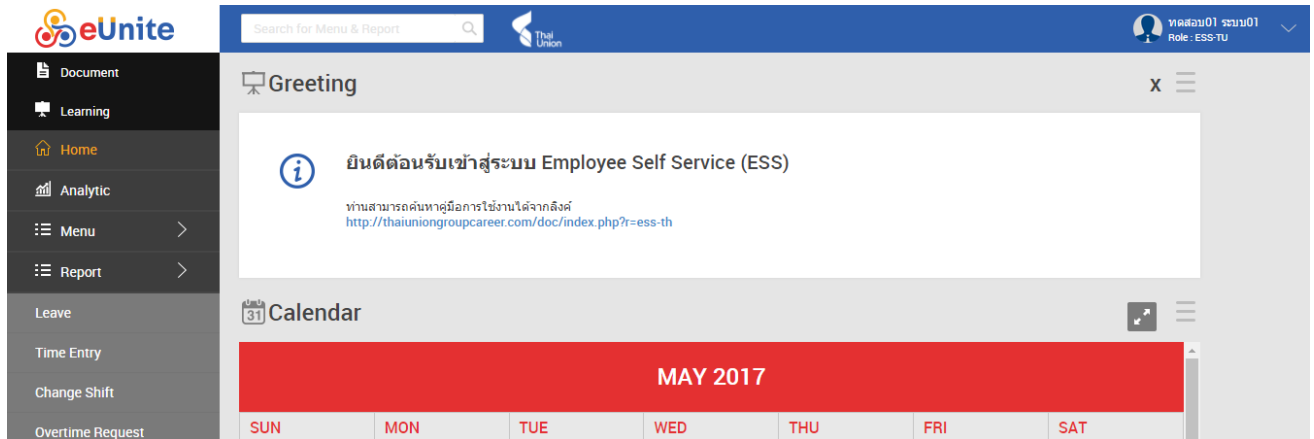 eUnite
Search for Menu & Report
Thai
Union
ทดสอบ01 ระบบ01
Role : ESS-TU
Document
Learning
Home
Analytic
Menu
Report
Leave
Time Entry
Change Shift
Overtime Request
Greeting
X
i
ยินดีต้อนรับเข้าสู่ระบบ Employee Self Service (ESS)
ท่านสามารถค้นหาคู่มือการใช้งานได้จากลิงค์
http://thaiuniongroupcareer.com/doc/index.php?r=ess-th
31
Calendar
MAY 2017
SUN MON TUE WED THU FRI SAT